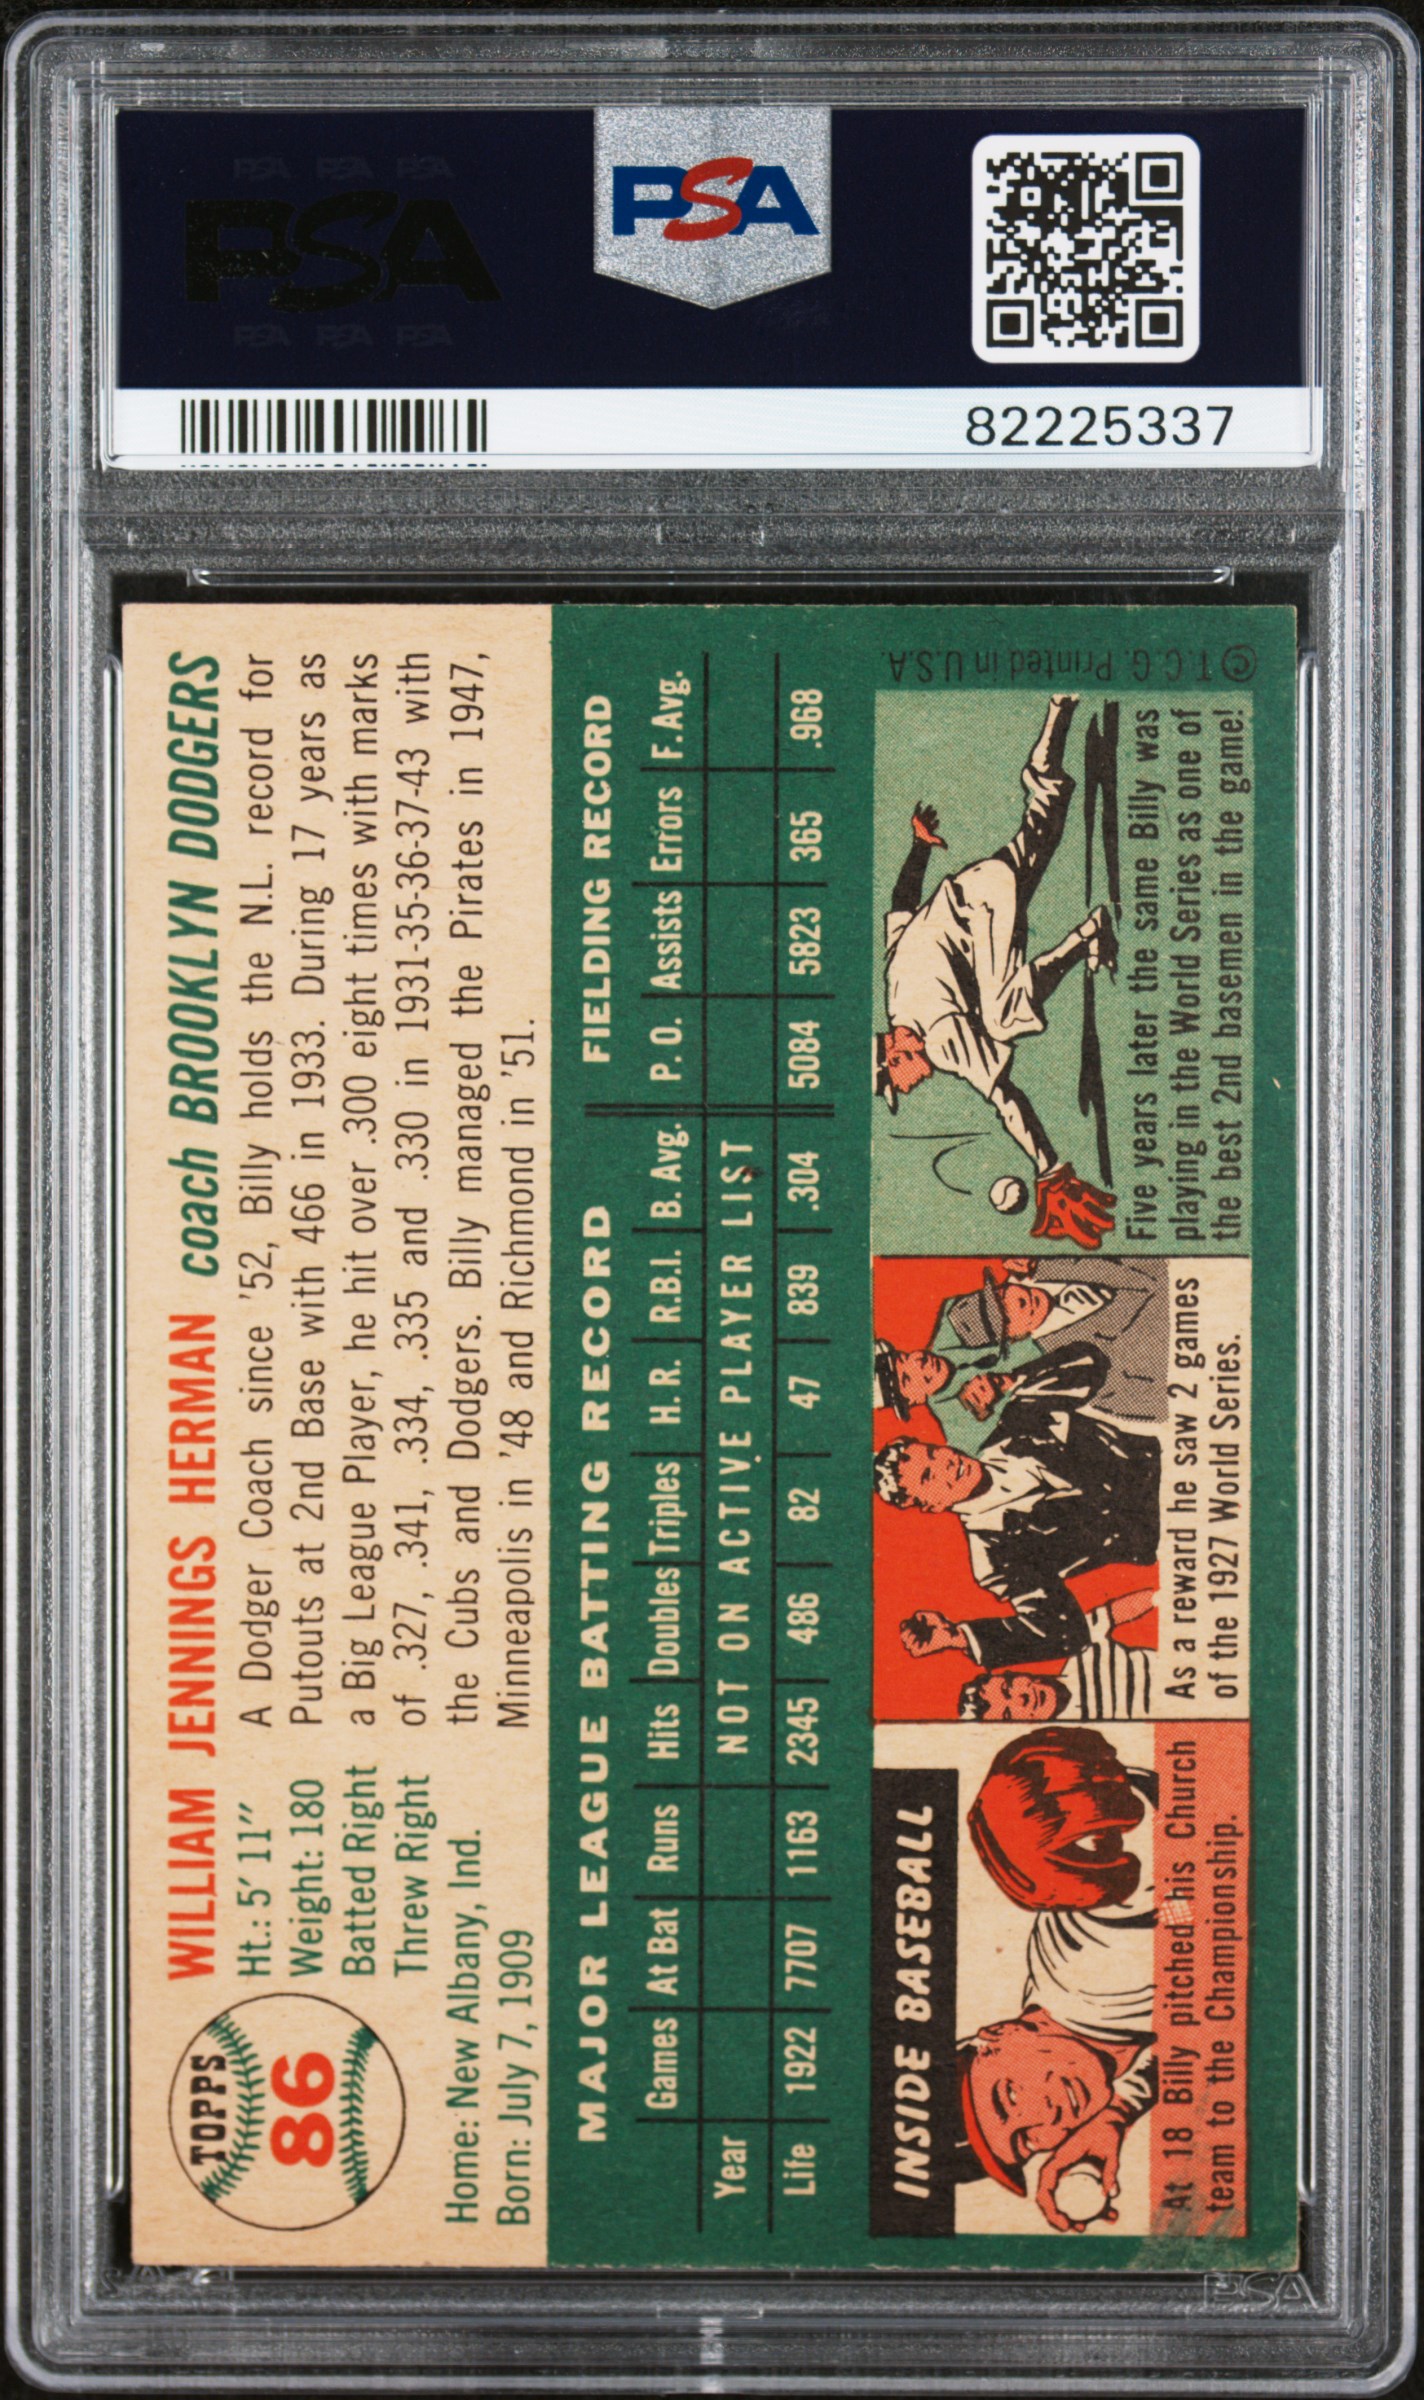 PSA PSA PSA
PSA
PSA PSA PSA
PSA
82225337
TOPPS
86
WILLIAM JENNINGS HERMAN coach BROOKLYN DODGERS
Ht.: 5' 11"
Weight: 180
Batted Right
Threw Right
Home: New Albany, Ind.
Born: July 7, 1909
A Dodger Coach since '52, Billy holds the N.L. record for
Putouts at 2nd Base with 466 in 1933. During 17 years as
a Big League Player, he hit over .300 eight times with marks
of .327, .341, .334, .335 and .330 in 1931-35-36-37-43 with
the Cubs and Dodgers. Billy managed the Pirates in 1947,
Minneapolis in '48 and Richmond in '51.
MAJOR LEAGUE BATTING RECORD FIELDING RECORD
Games At Bat Runs Hits Doubles Triples H.R. R.B.I. B. Avg. P. O. Assists Errors F. Avg.
Year NOT ON ACTIVE PLAYER LIST
Life 1922 7707 1163 2345 486 82 47 839 .304 5084 5823 365 .968
INSIDE BASEBALL
At 18 Billy pitched his Church
team to the Championship.
As a reward he saw 2 games
of the 1927 World Series.
Five years later the same Billy was
playing in the World Series as one of
the best 2nd basemen in the game!
© T.C.G. Printed in U.S.A.
PSA